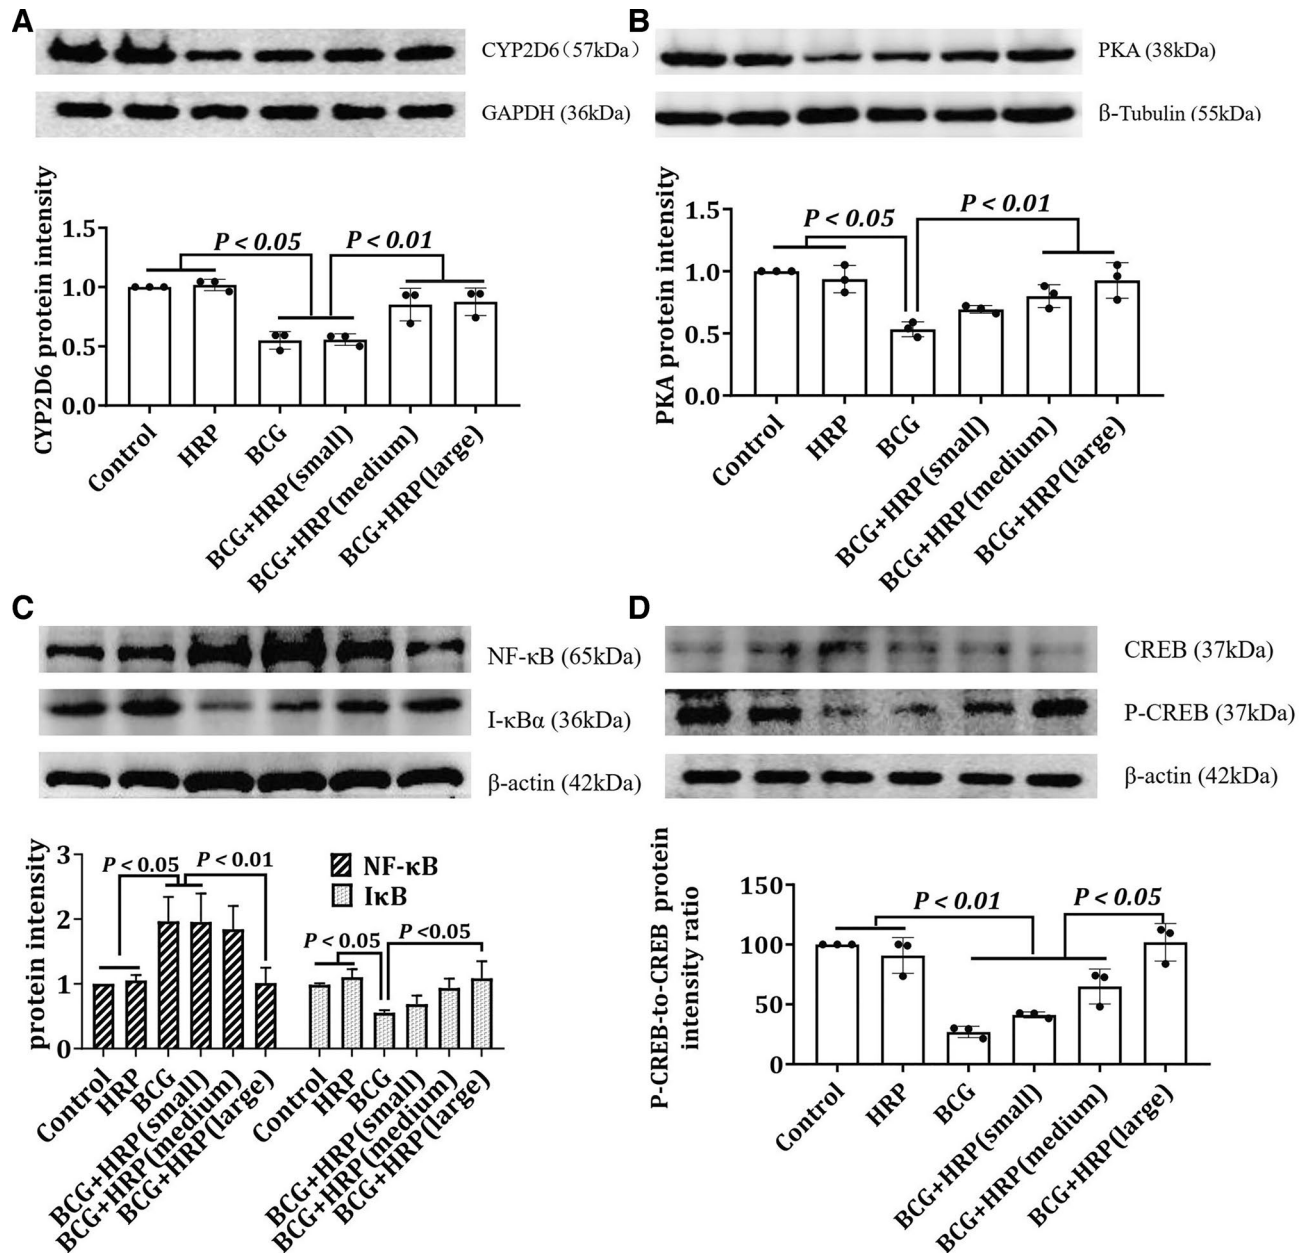 A
CYP2D6（57kDa）
GAPDH (36kDa)
CYP2D6 protein intensity
1.5
1.0
0.5
0.0
P < 0.05
P < 0.01
Control
HRP
BCG
BCG+HRP(small)
BCG+HRP(medium)
BCG+HRP(large)
B
PKA (38kDa)
β-Tubulin (55kDa)
PKA protein intensity
1.5
1.0
0.5
0.0
P < 0.05
P < 0.01
Control
HRP
BCG
BCG+HRP(small)
BCG+HRP(medium)
BCG+HRP(large)
C
NF-κB (65kDa)
I-κBα (36kDa)
β-actin (42kDa)
protein intensity
3
2
1
0
P < 0.05
P < 0.01
NF-κB
IκB
P < 0.05
P <0.05
Control
HRP
BCG
BCG+HRP(small)
BCG+HRP(medium)
BCG+HRP(large)
Control
HRP
BCG
BCG+HRP(small)
BCG+HRP(medium)
BCG+HRP(large)
D
CREB (37kDa)
P-CREB (37kDa)
β-actin (42kDa)
P-CREB-to-CREB protein
intensity ratio
150
100
50
0
P < 0.01
P < 0.05
Control
HRP
BCG
BCG+HRP(small)
BCG+HRP(medium)
BCG+HRP(large)